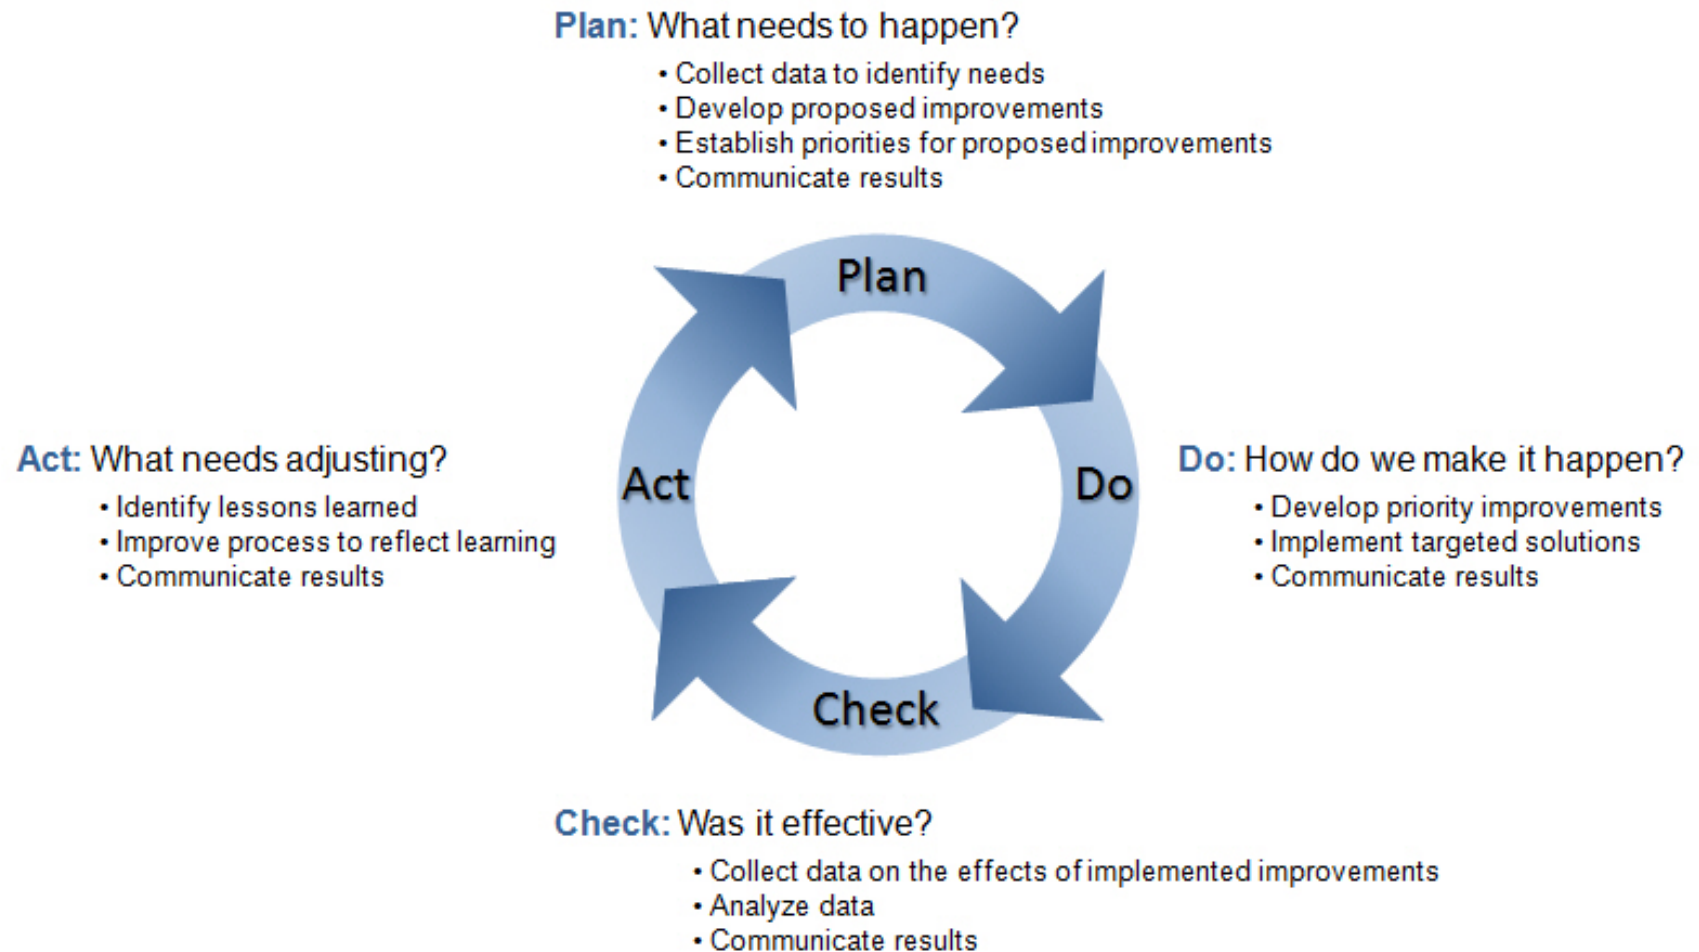 Plan: What needs to happen?
• Collect data to identify needs
• Develop proposed improvements
• Establish priorities for proposed improvements
• Communicate results
Plan
Act: What needs adjusting?
• Identify lessons learned
• Improve process to reflect learning
• Communicate results
Act
Do
Do: How do we make it happen?
• Develop priority improvements
• Implement targeted solutions
• Communicate results
Check
Check: Was it effective?
• Collect data on the effects of implemented improvements
• Analyze data
• Communicate results